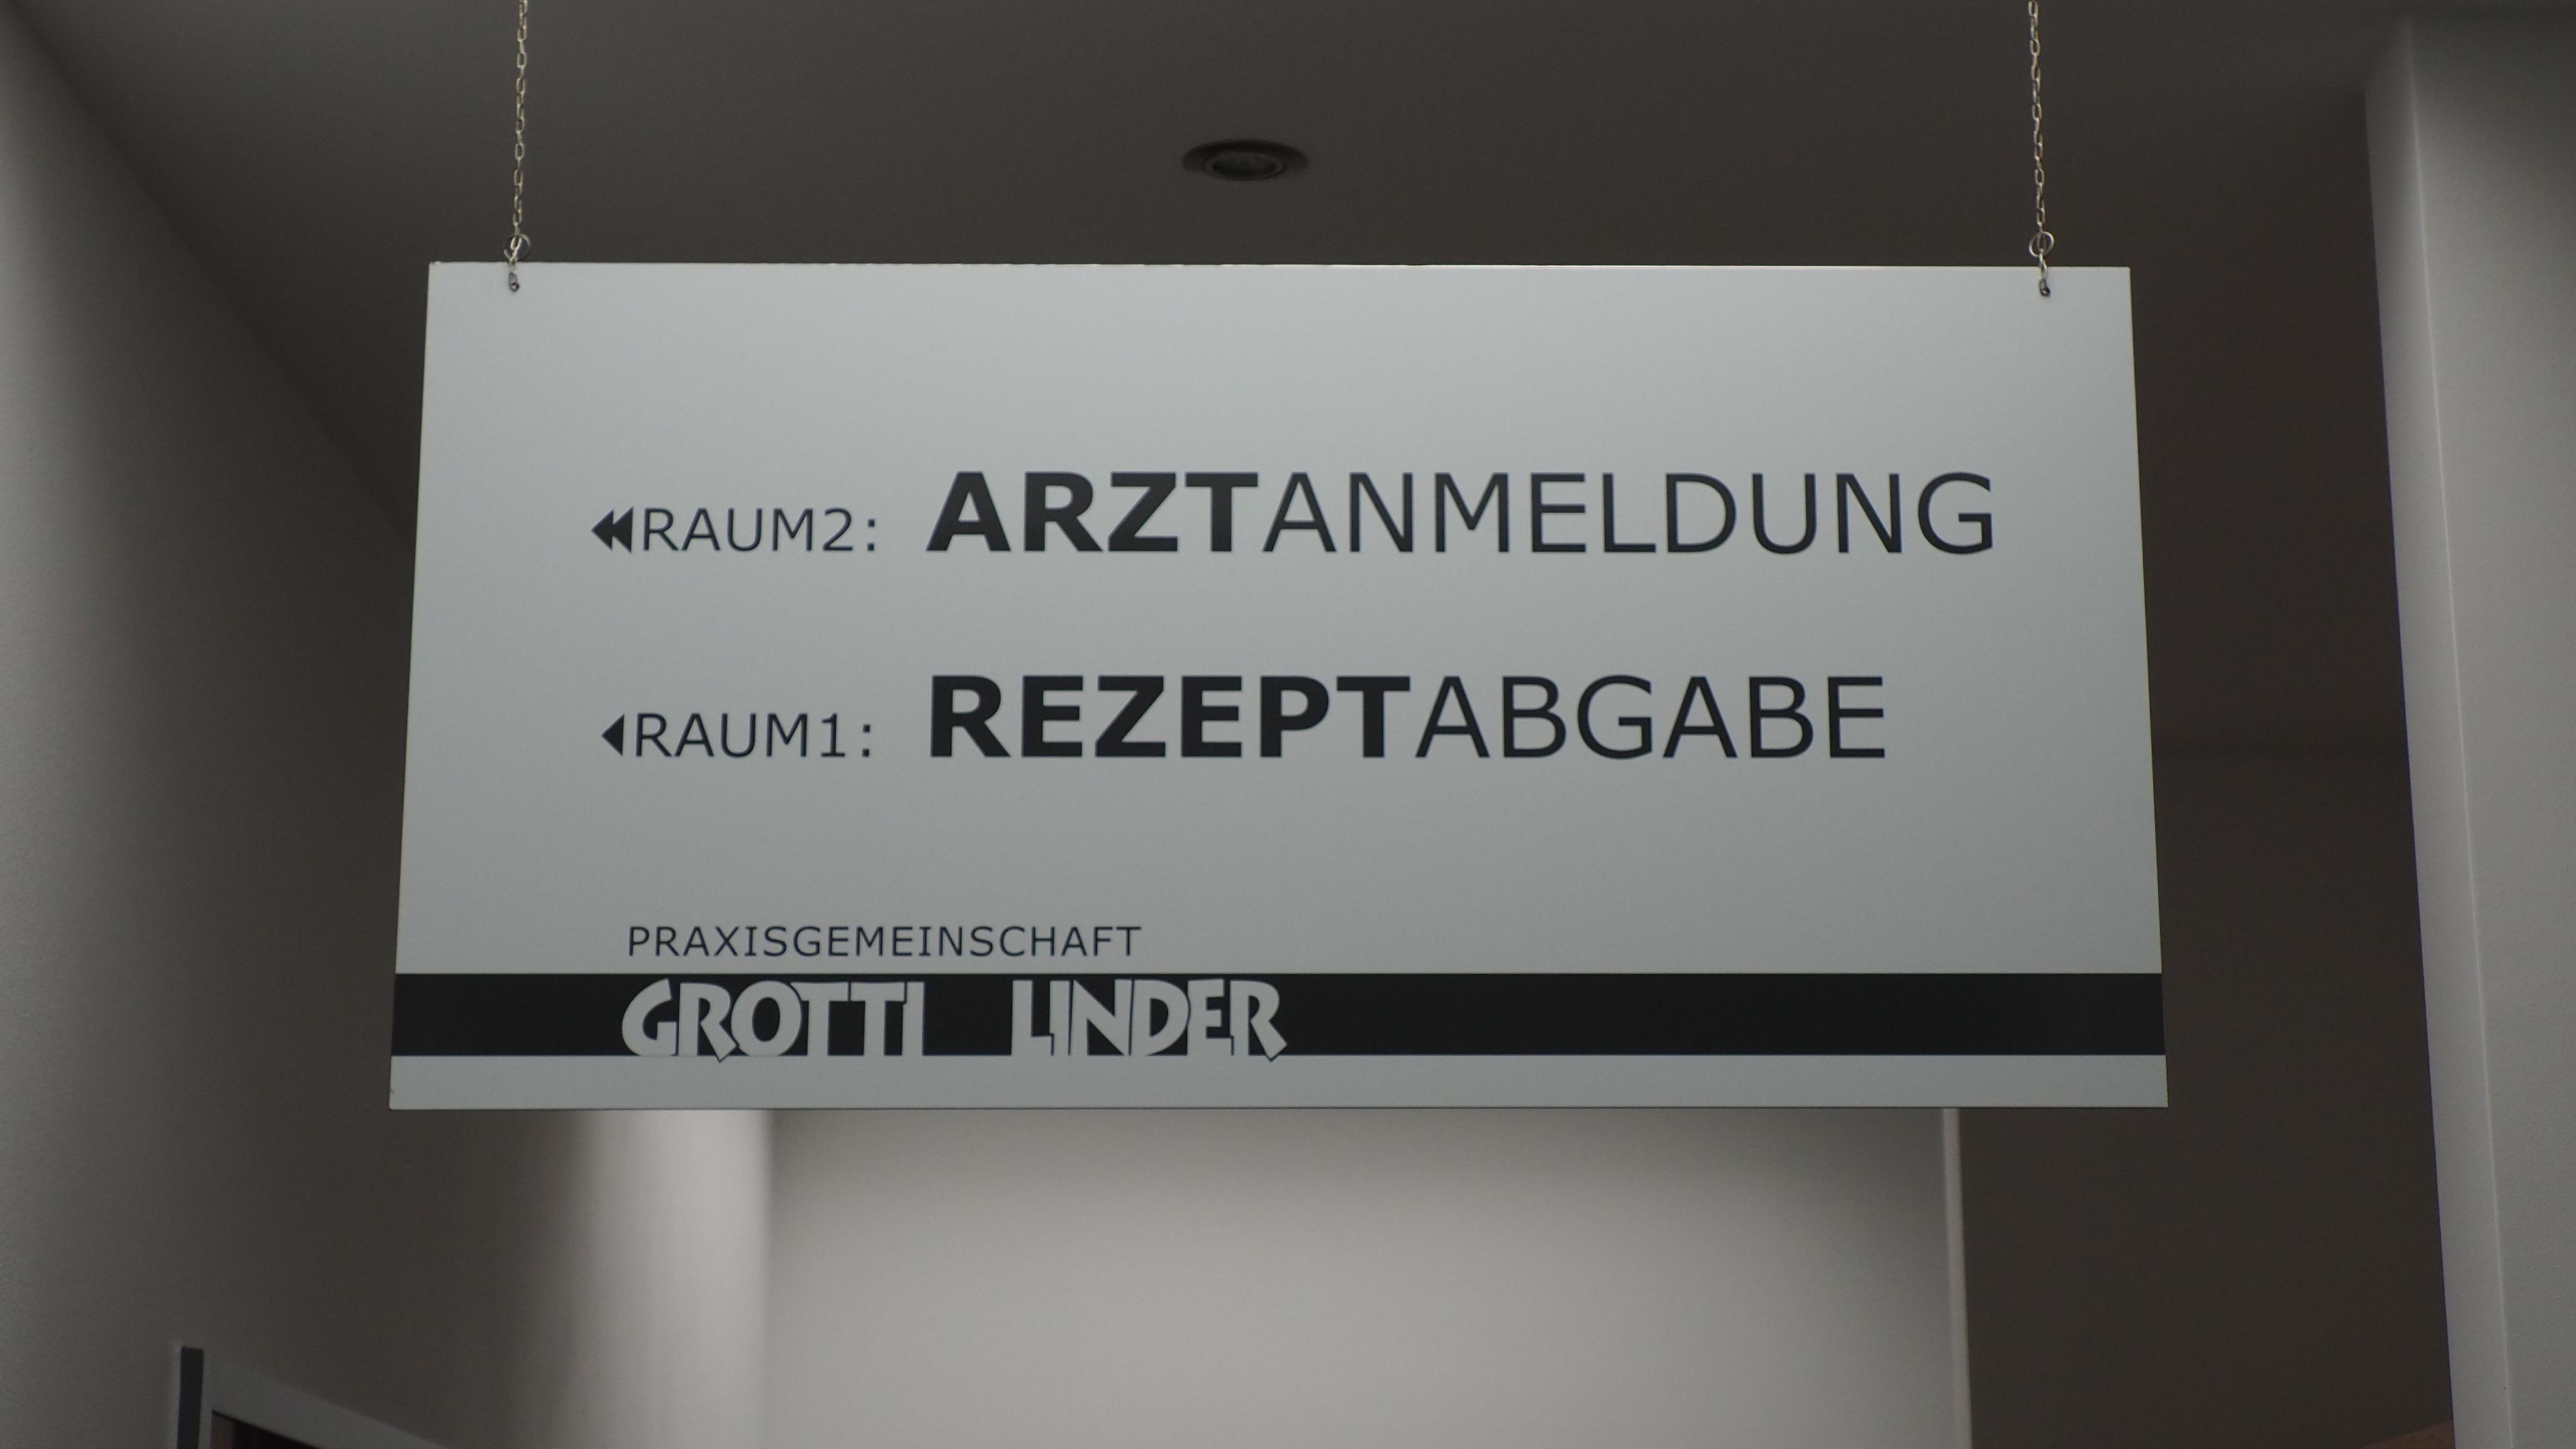 RAUM2: ARZTANMELDUNG
RAUM1: REZEPTABGABE
PRAXISGEMEINSCHAFT
GROTTI LINDER